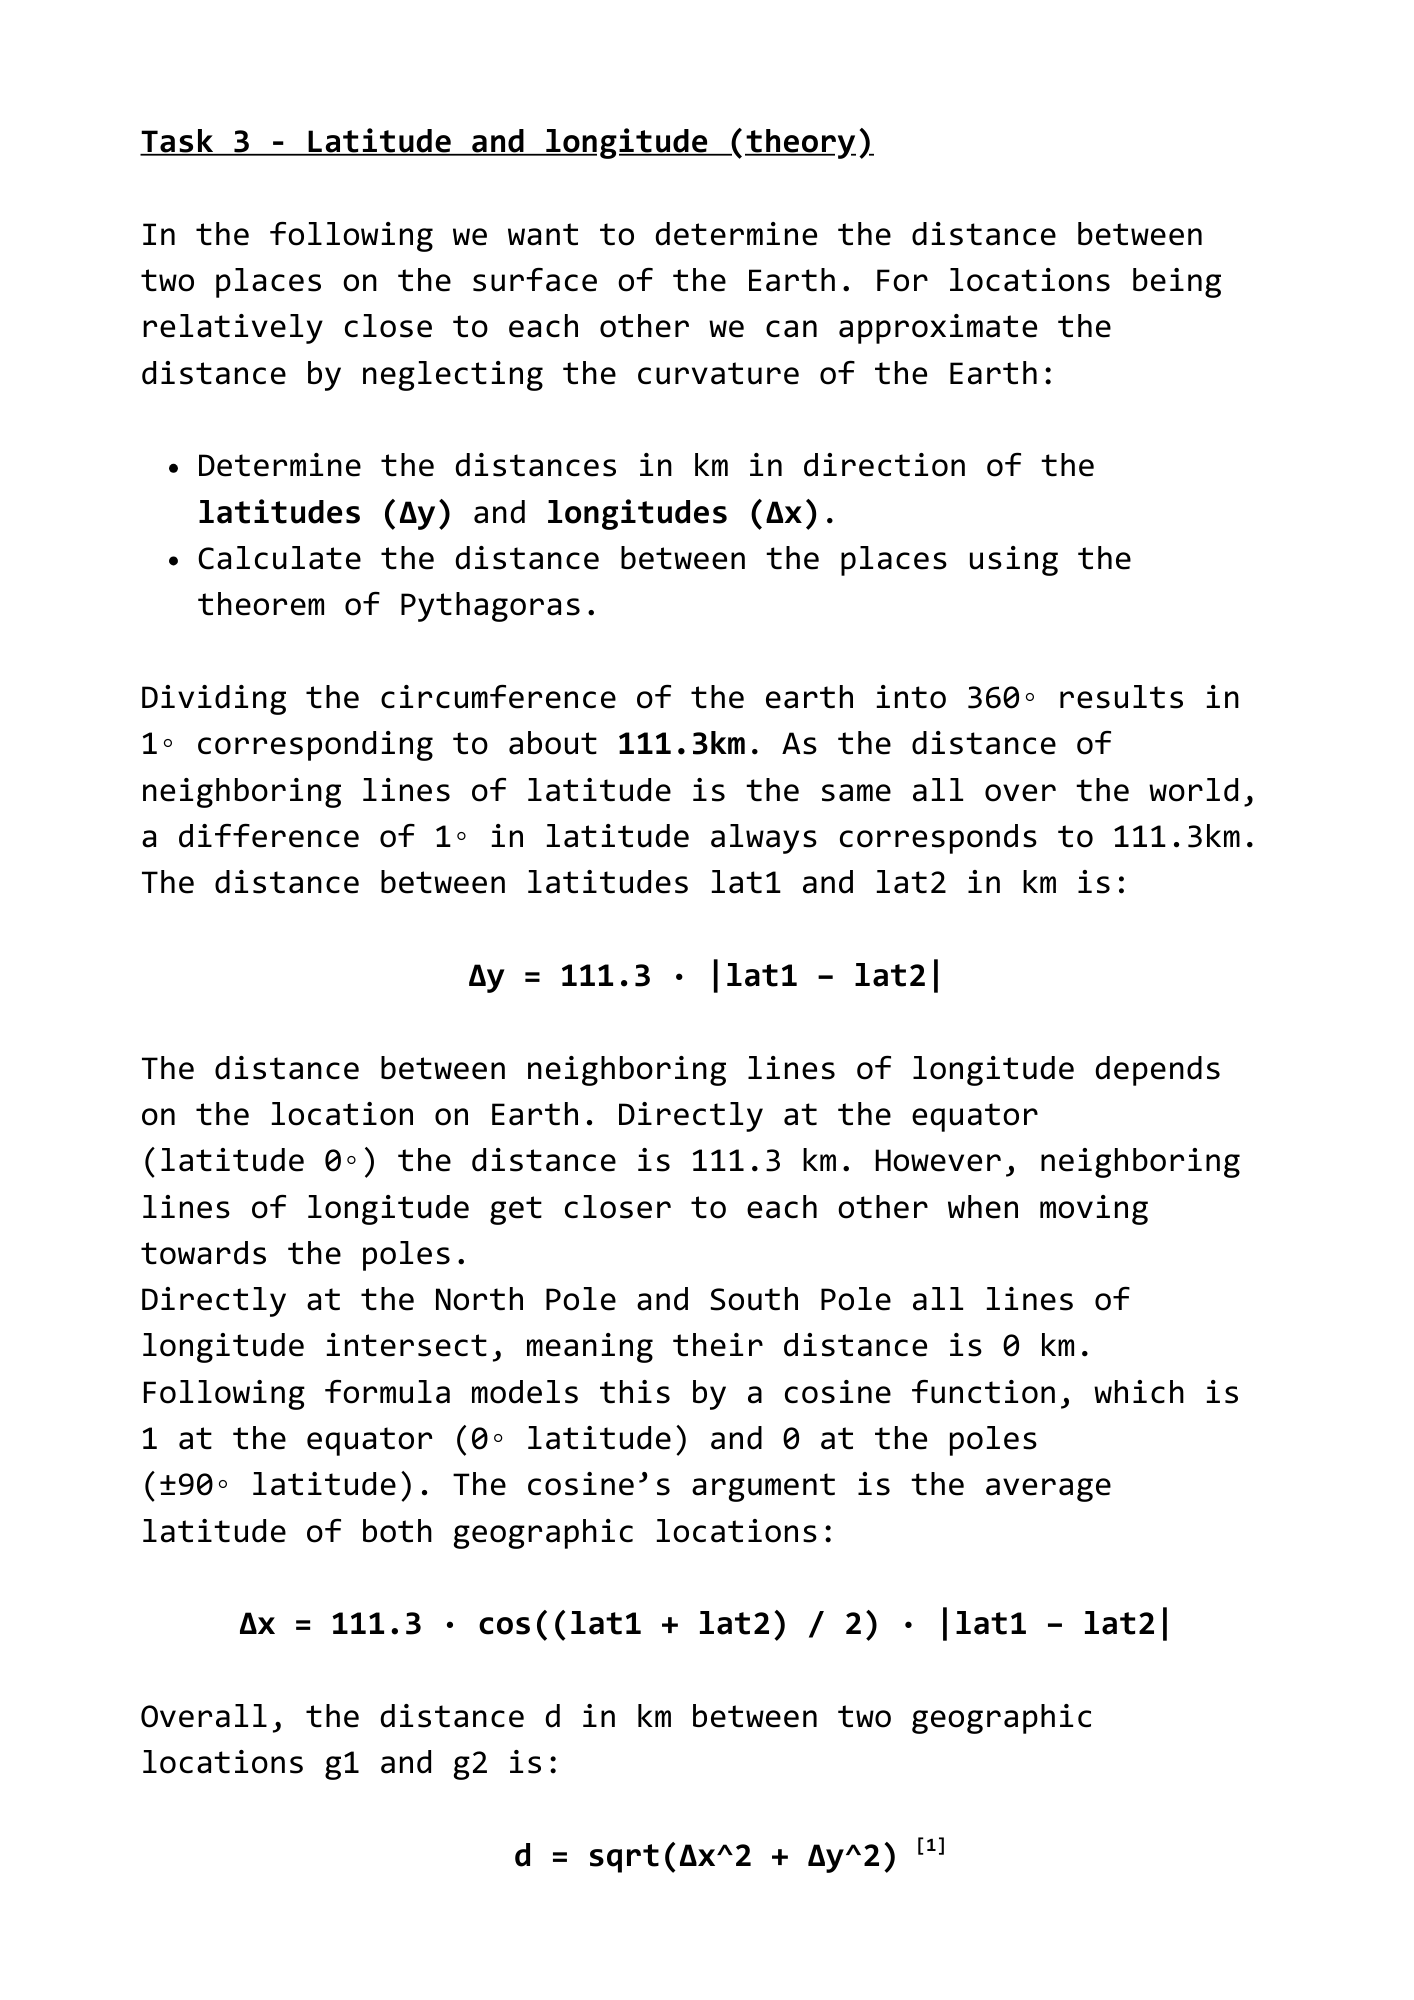 Task 3 - Latitude and longitude (theory)
In the following we want to determine the distance between
two places on the surface of the Earth. For locations being
relatively close to each other we can approximate the
distance by neglecting the curvature of the Earth:
• Determine the distances in km in direction of the
latitudes (Δy) and longitudes (Δx).
• Calculate the distance between the places using the
theorem of Pythagoras.
Dividing the circumference of the earth into 360◦ results in
1◦ corresponding to about 111.3km. As the distance of
neighboring lines of latitude is the same all over the world,
a difference of 1◦ in latitude always corresponds to 111.3km.
The distance between latitudes lat1 and lat2 in km is:
Δy = 111.3 · |lat1 – lat2|
The distance between neighboring lines of longitude depends
on the location on Earth. Directly at the equator
(latitude 0◦) the distance is 111.3 km. However, neighboring
lines of longitude get closer to each other when moving
towards the poles.
Directly at the North Pole and South Pole all lines of
longitude intersect, meaning their distance is 0 km.
Following formula models this by a cosine function, which is
1 at the equator (0◦ latitude) and 0 at the poles
(±90◦ latitude). The cosine’s argument is the average
latitude of both geographic locations:
Δx = 111.3 · cos((lat1 + lat2) / 2) · |lat1 – lat2|
Overall, the distance d in km between two geographic
locations g1 and g2 is:
d = sqrt(Δx^2 + Δy^2) [1]